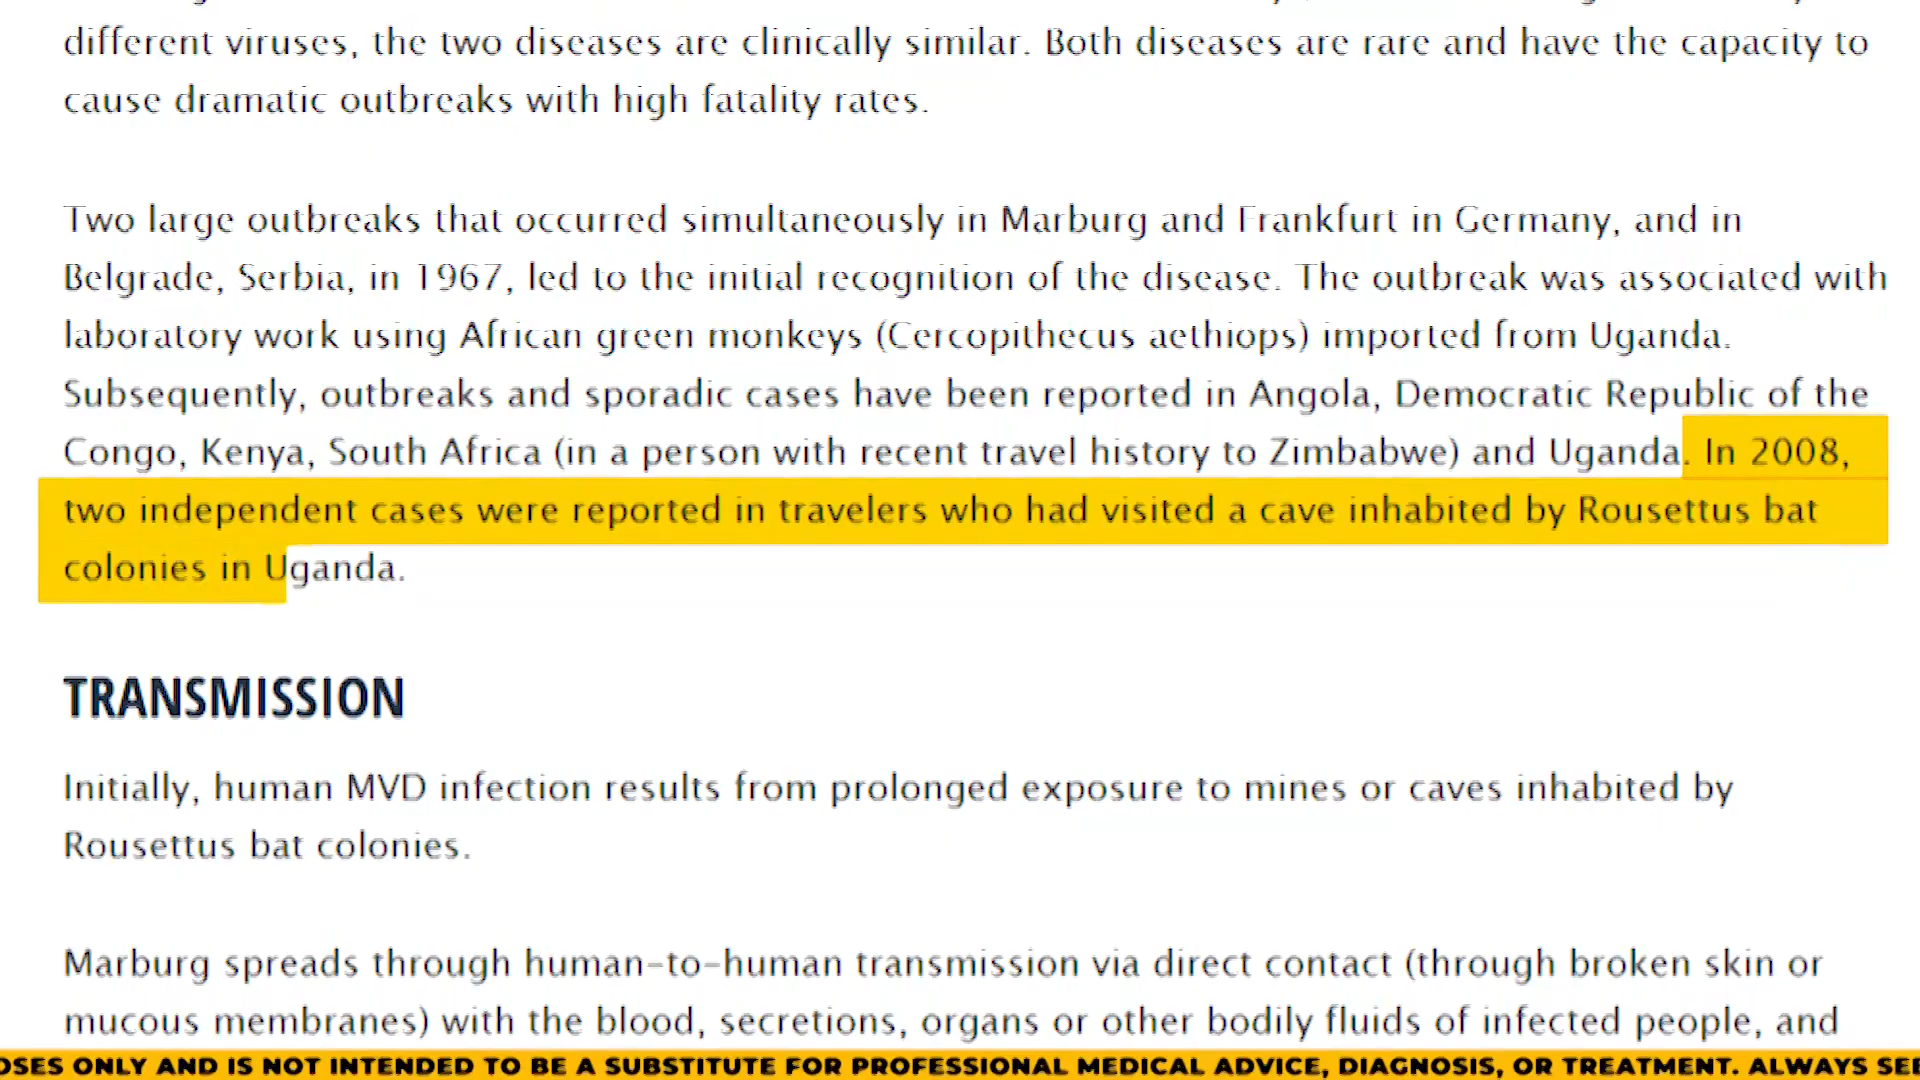 different viruses, the two diseases are clinically similar. Both diseases are rare and have the capacity to
cause dramatic outbreaks with high fatality rates.
Two large outbreaks that occurred simultaneously in Marburg and Frankfurt in Germany, and in
Belgrade, Serbia, in 1967, led to the initial recognition of the disease. The outbreak was associated with
laboratory work using African green monkeys (Cercopithecus aethiops) imported from Uganda.
Subsequently, outbreaks and sporadic cases have been reported in Angola, Democratic Republic of the
Congo, Kenya, South Africa (in a person with recent travel history to Zimbabwe) and Uganda. In 2008,
two independent cases were reported in travelers who had visited a cave inhabited by Rousettus bat
colonies in Uganda.
TRANSMISSION
Initially, human MVD infection results from prolonged exposure to mines or caves inhabited by
Rousettus bat colonies.
Marburg spreads through human-to-human transmission via direct contact (through broken skin or
mucous membranes) with the blood, secretions, organs or other bodily fluids of infected people, and
OSES ONLY AND IS NOT INTENDED TO BE A SUBSTITUTE FOR PROFESSIONAL MEDICAL ADVICE, DIAGNOSIS, OR TREATMENT. ALWAYS SEE